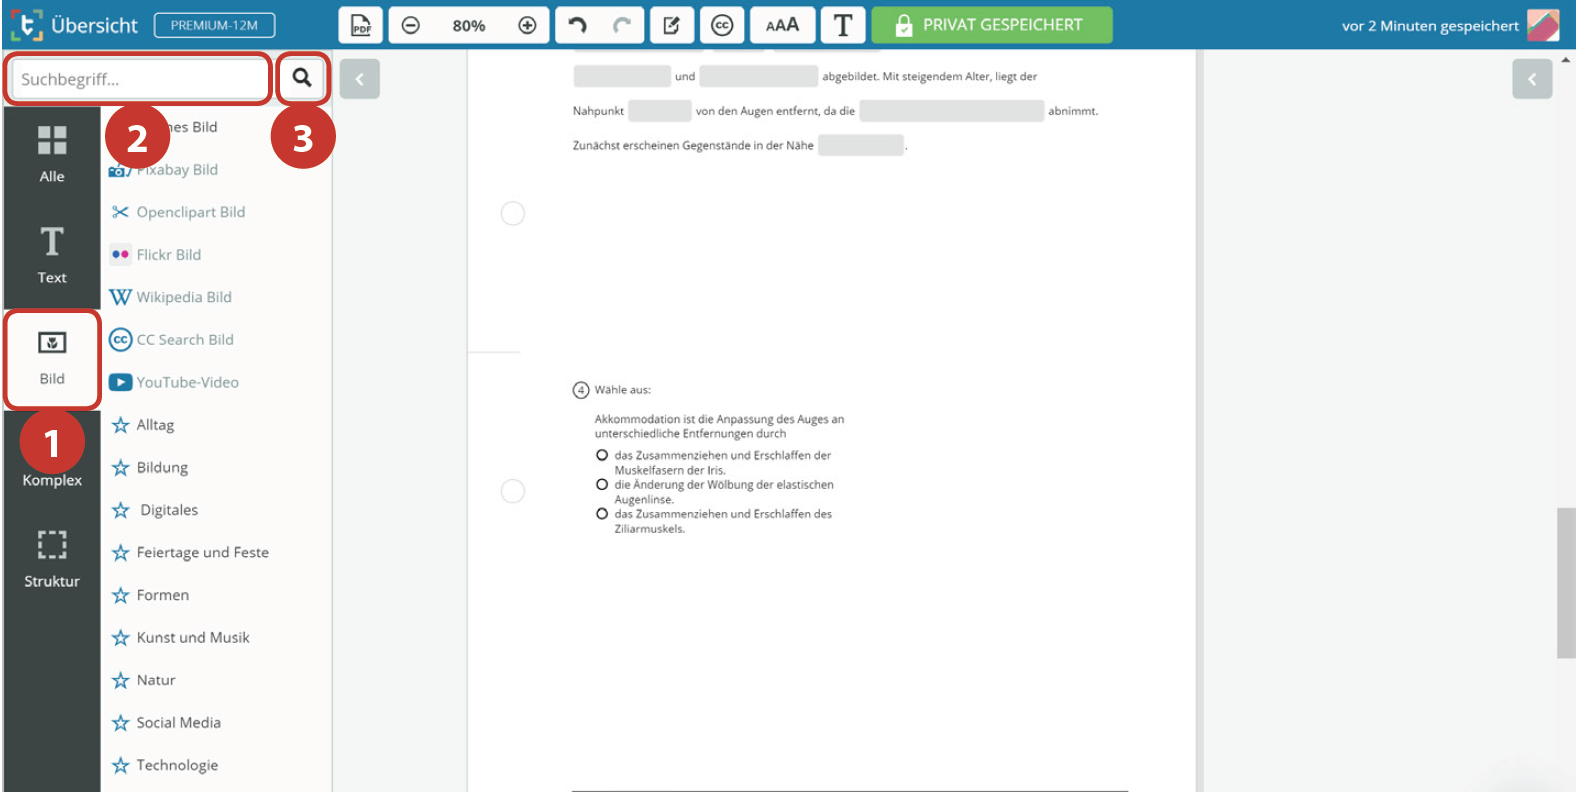 Übersicht PREMIUM-12M PDF 80% cc AAA T PRIVAT GESPEICHERT vor 2 Minuten gespeichert
Suchbegriff...
2
3
Alle
Text
Bild
1
Komplex
Struktur
Bild
Pixabay Bild
Openclipart Bild
Flickr Bild
W Wikipedia Bild
cc CC Search Bild
YouTube-Video
Alltag
Bildung
Digitales
Feiertage und Feste
Formen
Kunst und Musik
Natur
Social Media
Technologie
und abgebildet. Mit steigendem Alter, liegt der
Nahpunkt von den Augen entfernt, da die abnimmt.
Zunächst erscheinen Gegenstände in der Nähe .
4 Wähle aus:
Akkommodation ist die Anpassung des Auges an
unterschiedliche Entfernungen durch
das Zusammenziehen und Erschlaffen der
Muskelfasern der Iris.
die Änderung der Wölbung der elastischen
Augenlinse.
das Zusammenziehen und Erschlaffen des
Ziliarmuskels.